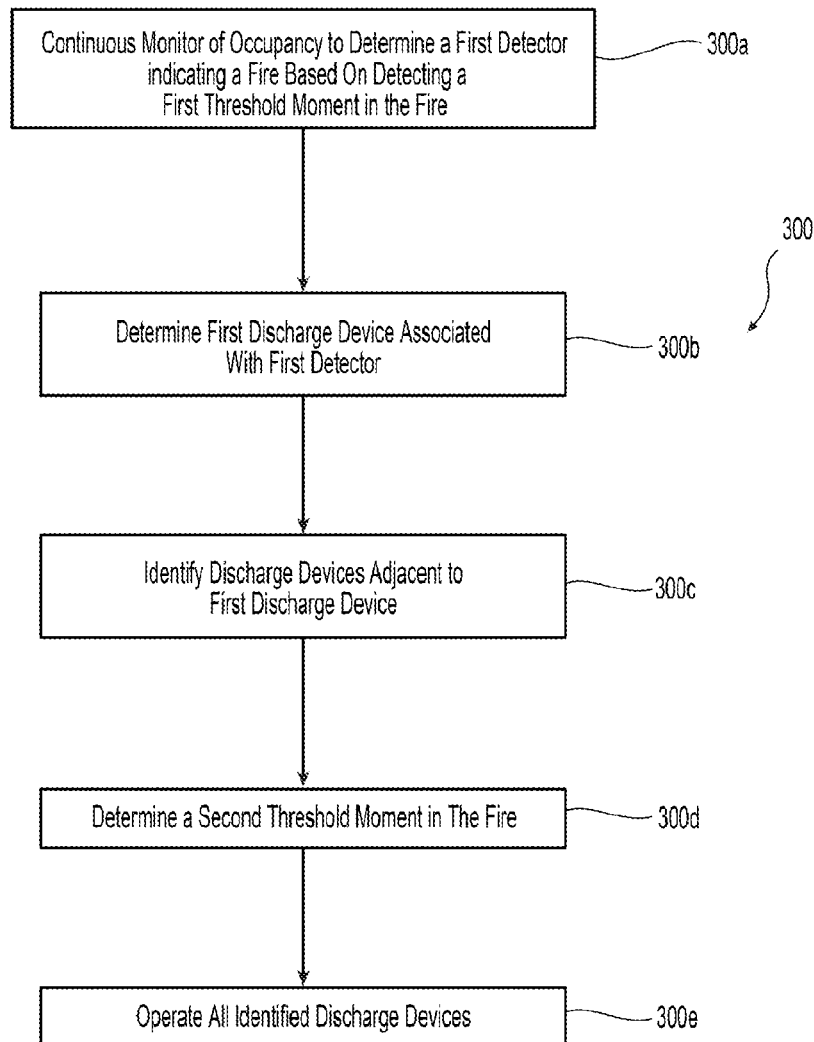 Continuous Monitor of Occupancy to Determine a First Detector
indicating a Fire Based On Detecting a
First Threshold Moment in the Fire
300a
300
Determine First Discharge Device Associated
With First Detector
300b
Identify Discharge Devices Adjacent to
First Discharge Device
300c
Determine a Second Threshold Moment in The Fire
300d
Operate All Identified Discharge Devices
300e